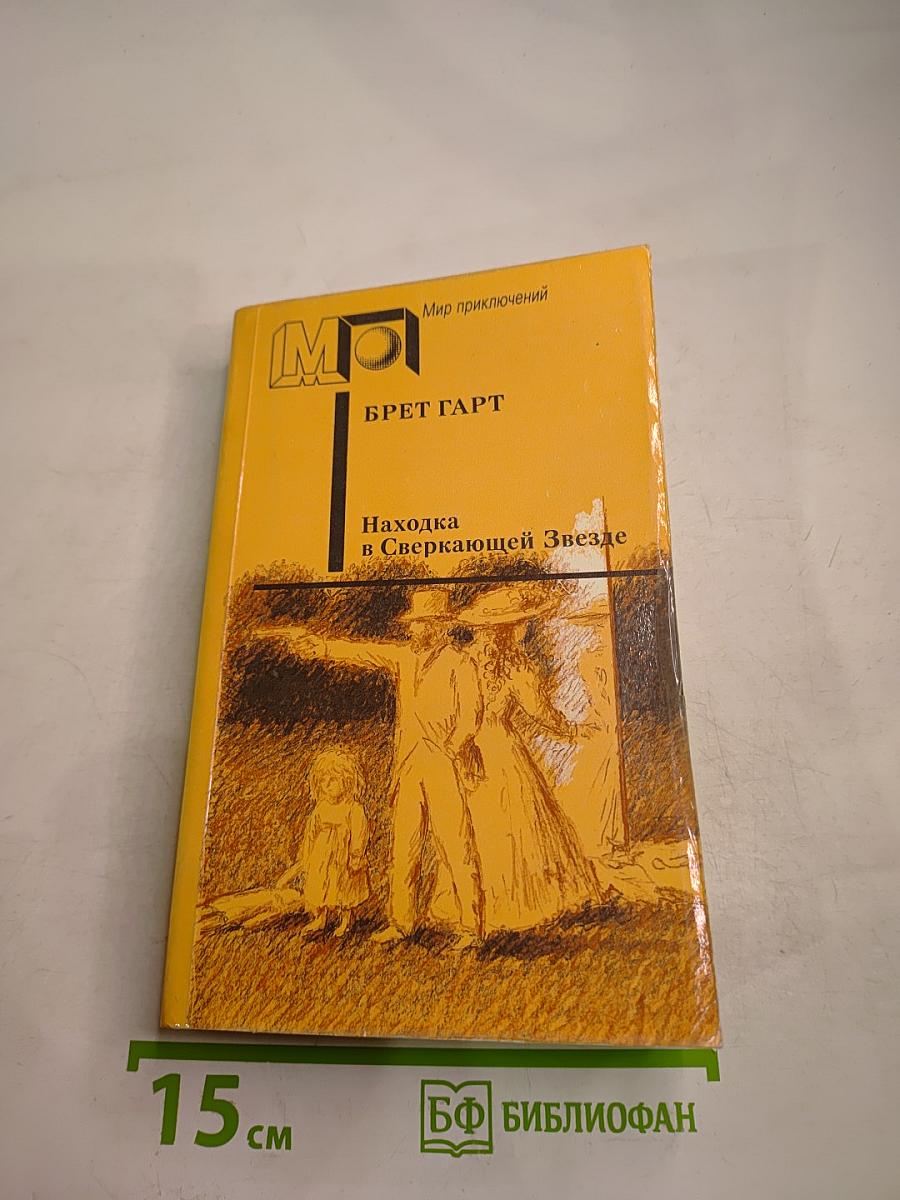 МП
Мир приключений
БРЕТ ГАРТ
Находка
в Сверкающей Звезде
15 см
БФ БИБЛИОФАН